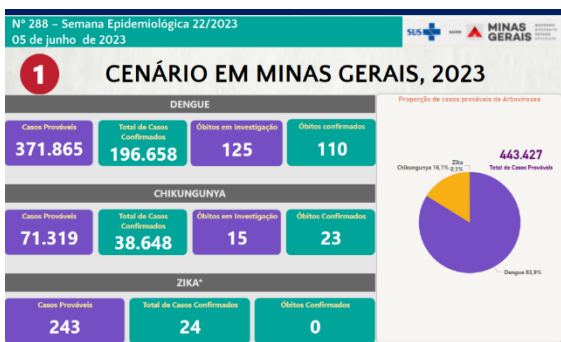 Nº 288 – Semana Epidemiológica 22/2023
05 de junho de 2023
SUS
MINAS GERAIS
1
CENÁRIO EM MINAS GERAIS, 2023
DENGUE
Casos Prováveis
371.865
Total de Casos Confirmados
196.658
Óbitos em investigação
125
Óbitos confirmados
110
CHIKUNGUNYA
Casos Prováveis
71.319
Total de Casos Confirmados
38.648
Óbitos em Investigação
15
Óbitos Confirmados
23
ZIKA*
Casos Prováveis
243
Total de Casos Confirmados
24
Óbitos Confirmados
0
Proporção de casos prováveis de Arboviroses
443.427
Total de Casos Prováveis
Zika
0,1%
Chikungunya 16,1%
Dengue 83,9%